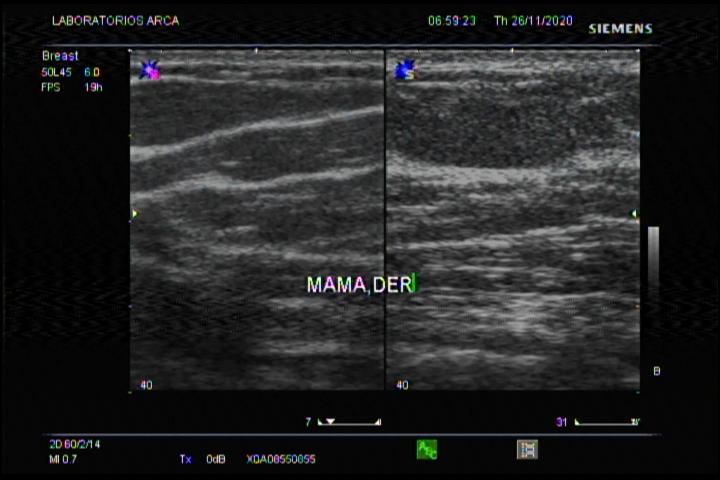 LABORATORIOS ARCA
06:59:23 Th 26/11/2020
SIEMENS
Breast
50L45 6.0
FPS 19h
MAMA,DER
40 40
B
7 31
2D 60/2/14
MI 0.7 Tx 0dB